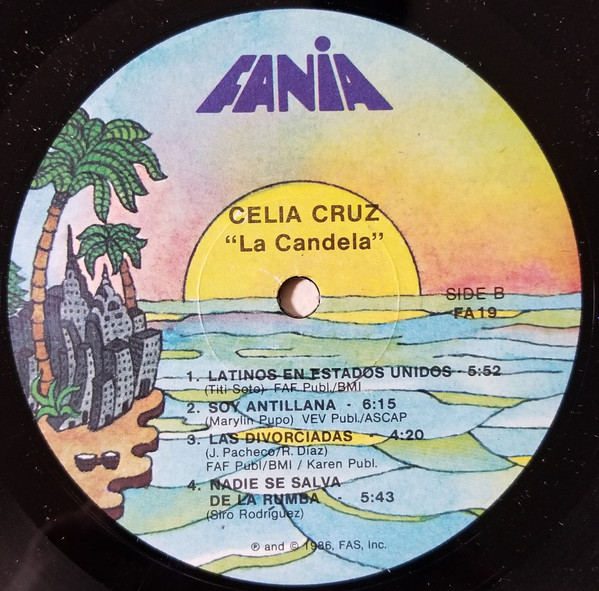 FANIA
CELIA CRUZ
"La Candela"
SIDE B
FA19
1. LATINOS EN ESTADOS UNIDOS - 5:52
(Titi Soto) FAF Publ./BMI
2. SOY ANTILLANA - 6:15
(Marylin Pupo) VEV Publ./ASCAP
3. LAS DIVORCIADAS - 4:20
(J. Pacheco/R. Diaz)
FAF Publ/BMI / Karen Publ.
4. NADIE SE SALVA
DE LA RUMBA - 5:43
(Siro Rodríguez)
℗ and © 1986, FAS, Inc.